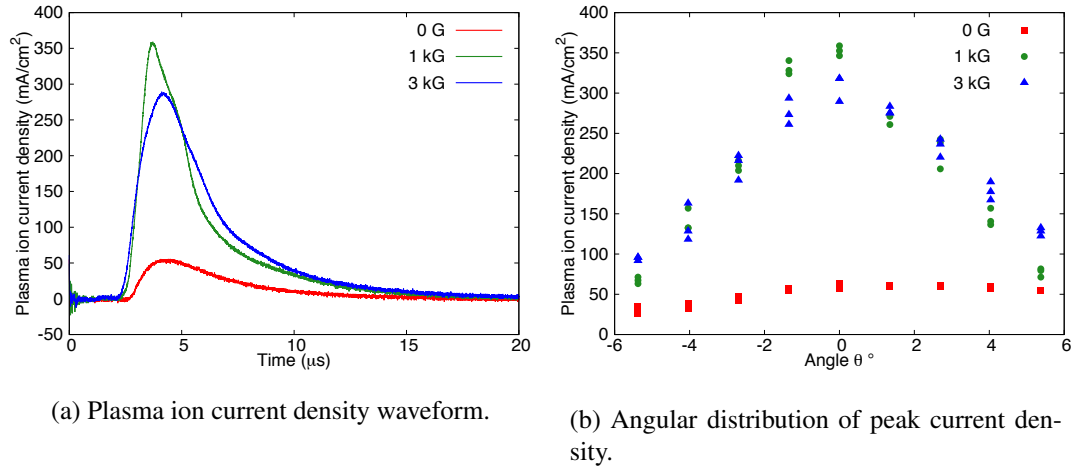 400
350
300
250
200
150
100
50
0
-50
0
5
10
15
20
Plasma ion current density (mA/cm²)
Time (μs)
0 G
1 kG
3 kG
(a) Plasma ion current density waveform.
400
350
300
250
200
150
100
50
0
-6
-4
-2
0
2
4
6
Plasma ion current density (mA/cm²)
Angle θ °
0 G
1 kG
3 kG
(b) Angular distribution of peak current den-
sity.